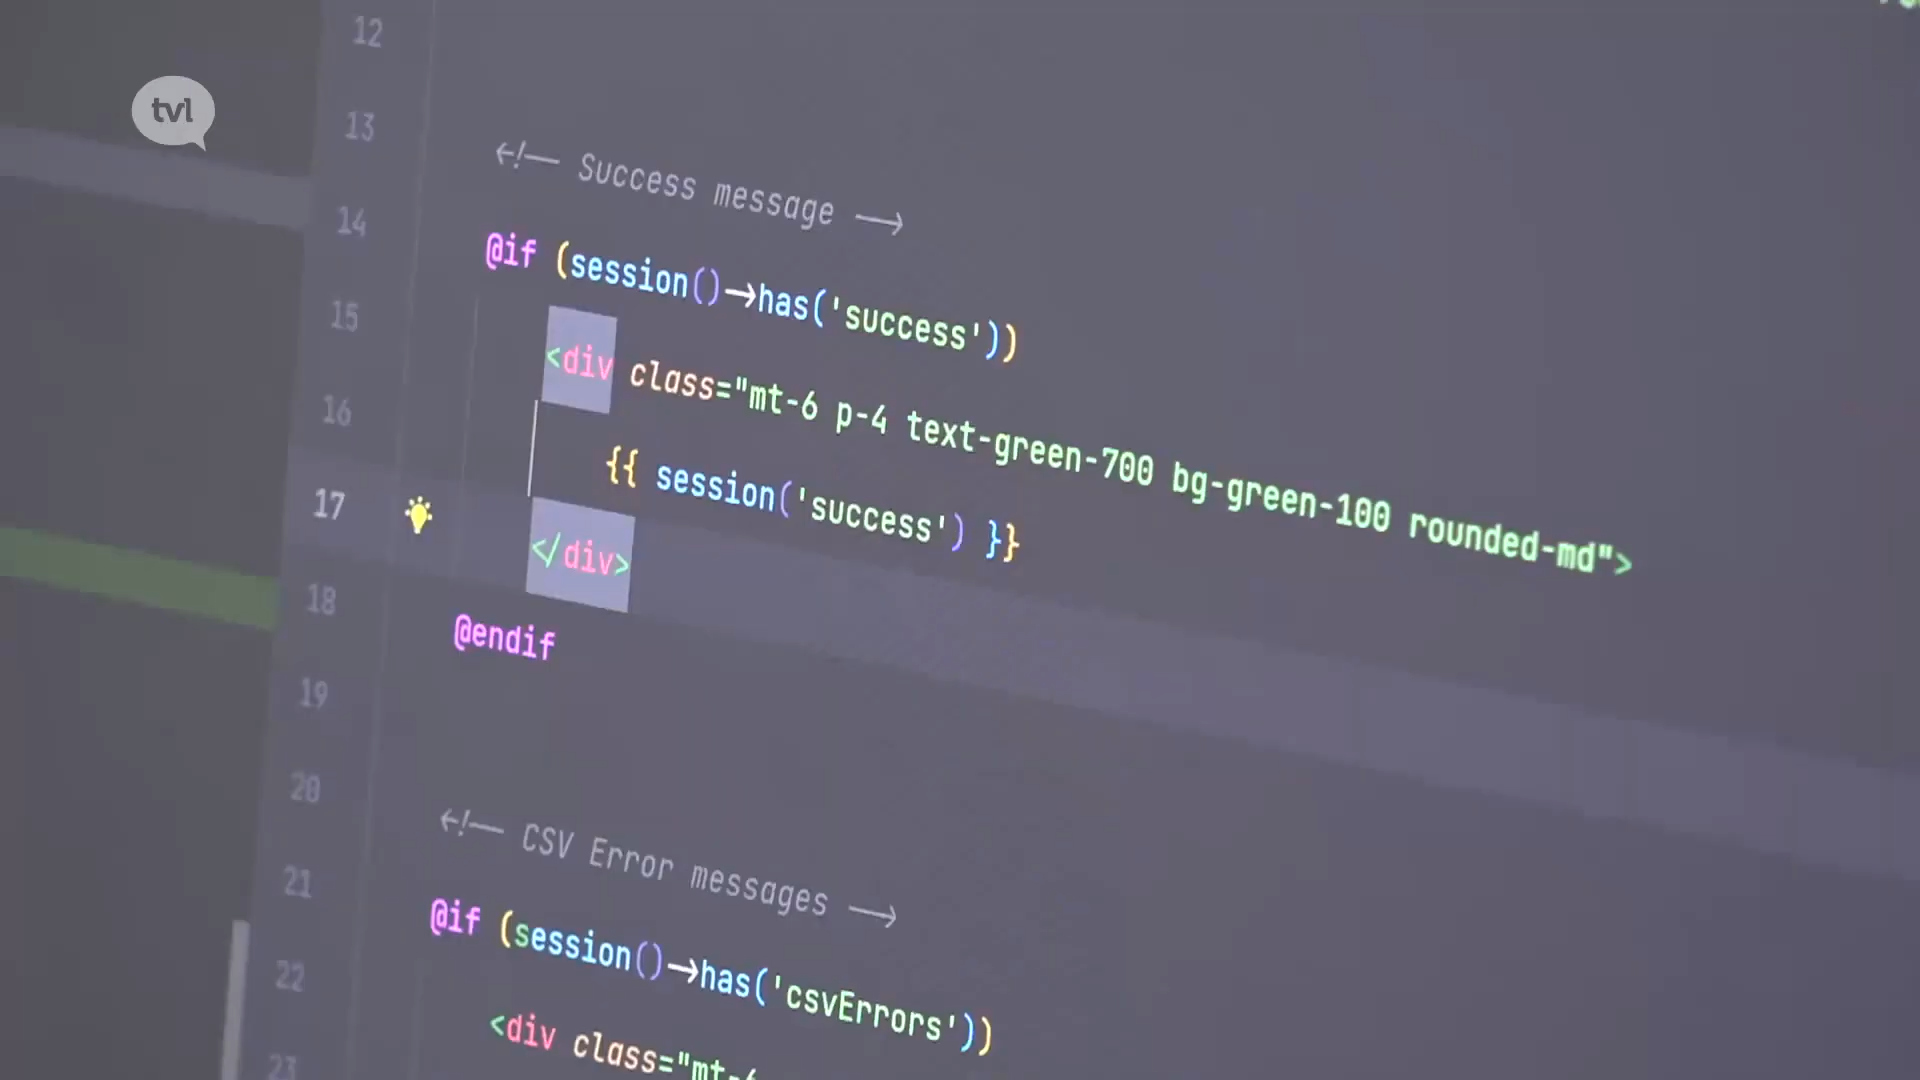 tvl
12
13 <!-- Success message -->
14 @if (session()->has('success'))
15 <div class="mt-6 p-4 text-green-700 bg-green-100 rounded-md">
16 {{ session('success') }}
17 </div>
18 @endif
19
20 <!-- CSV Error messages -->
21 @if (session()->has('csvErrors'))
22 <div class="mt-6
23